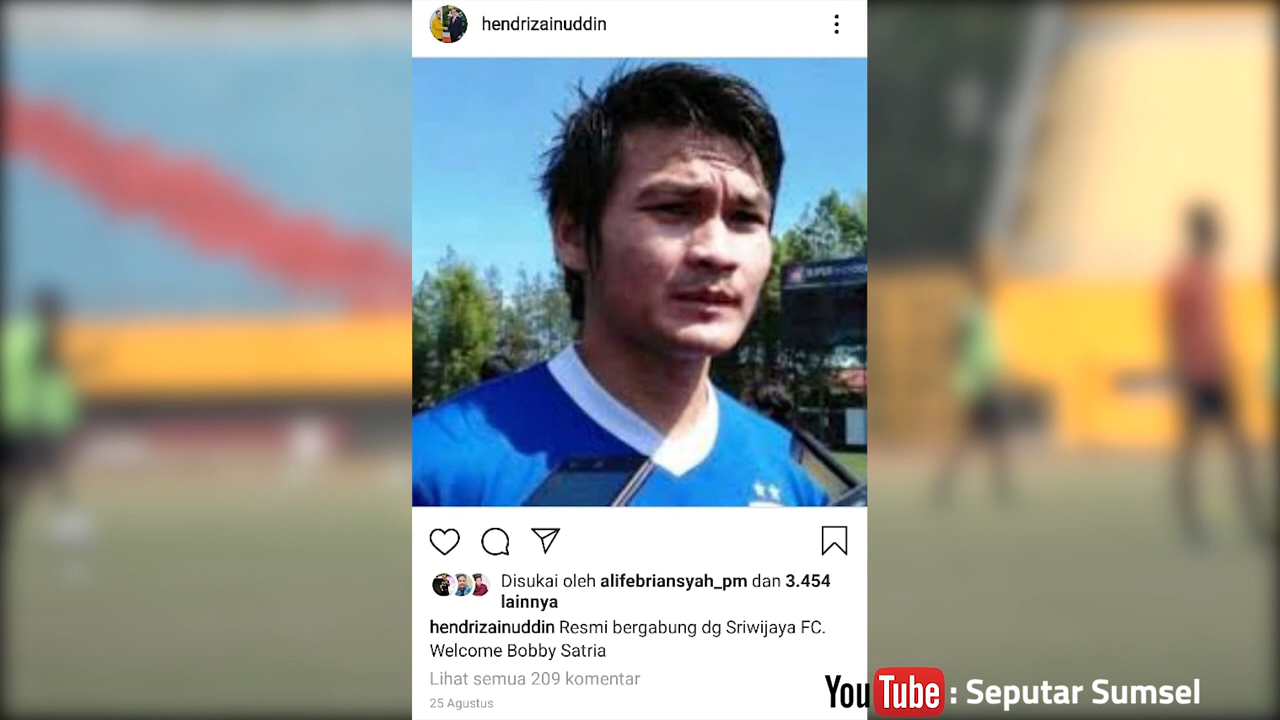 hendrizainuddin
Disukai oleh alifebriansyah_pm dan 3.454
lainnya
hendrizainuddin Resmi bergabung dg Sriwijaya FC.
Welcome Bobby Satria
Lihat semua 209 komentar
25 Agustus
YouTube : Seputar Sumsel